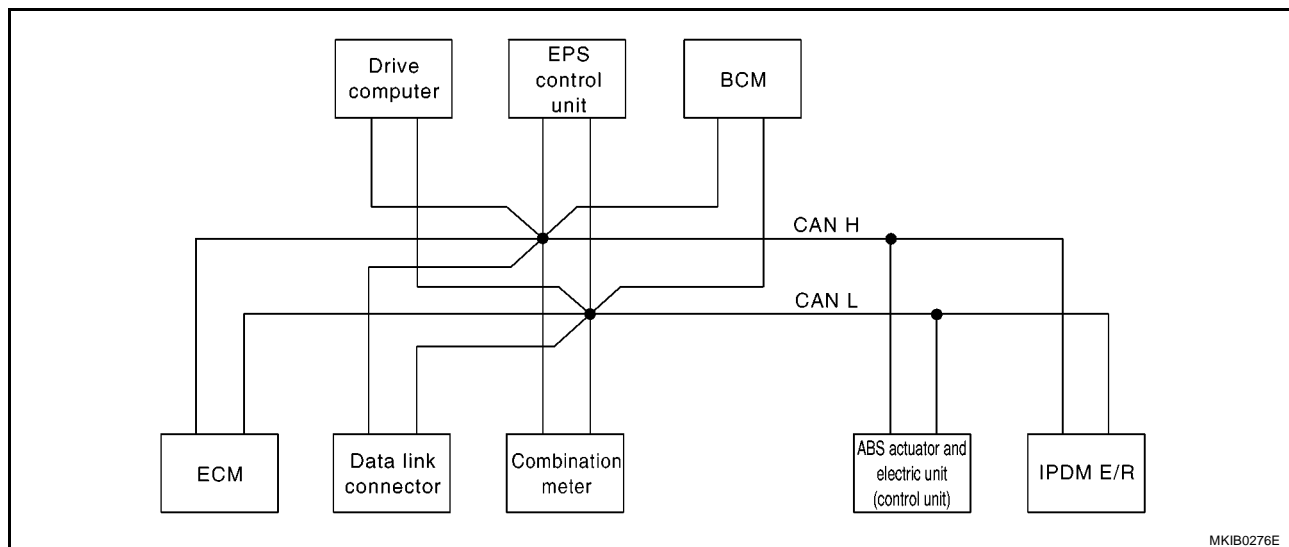 Drive
computer
EPS
control
unit
BCM
CAN H
CAN L
ECM
Data link
connector
Combination
meter
ABS actuator and
electric unit
(control unit)
IPDM E/R
MKIB0276E